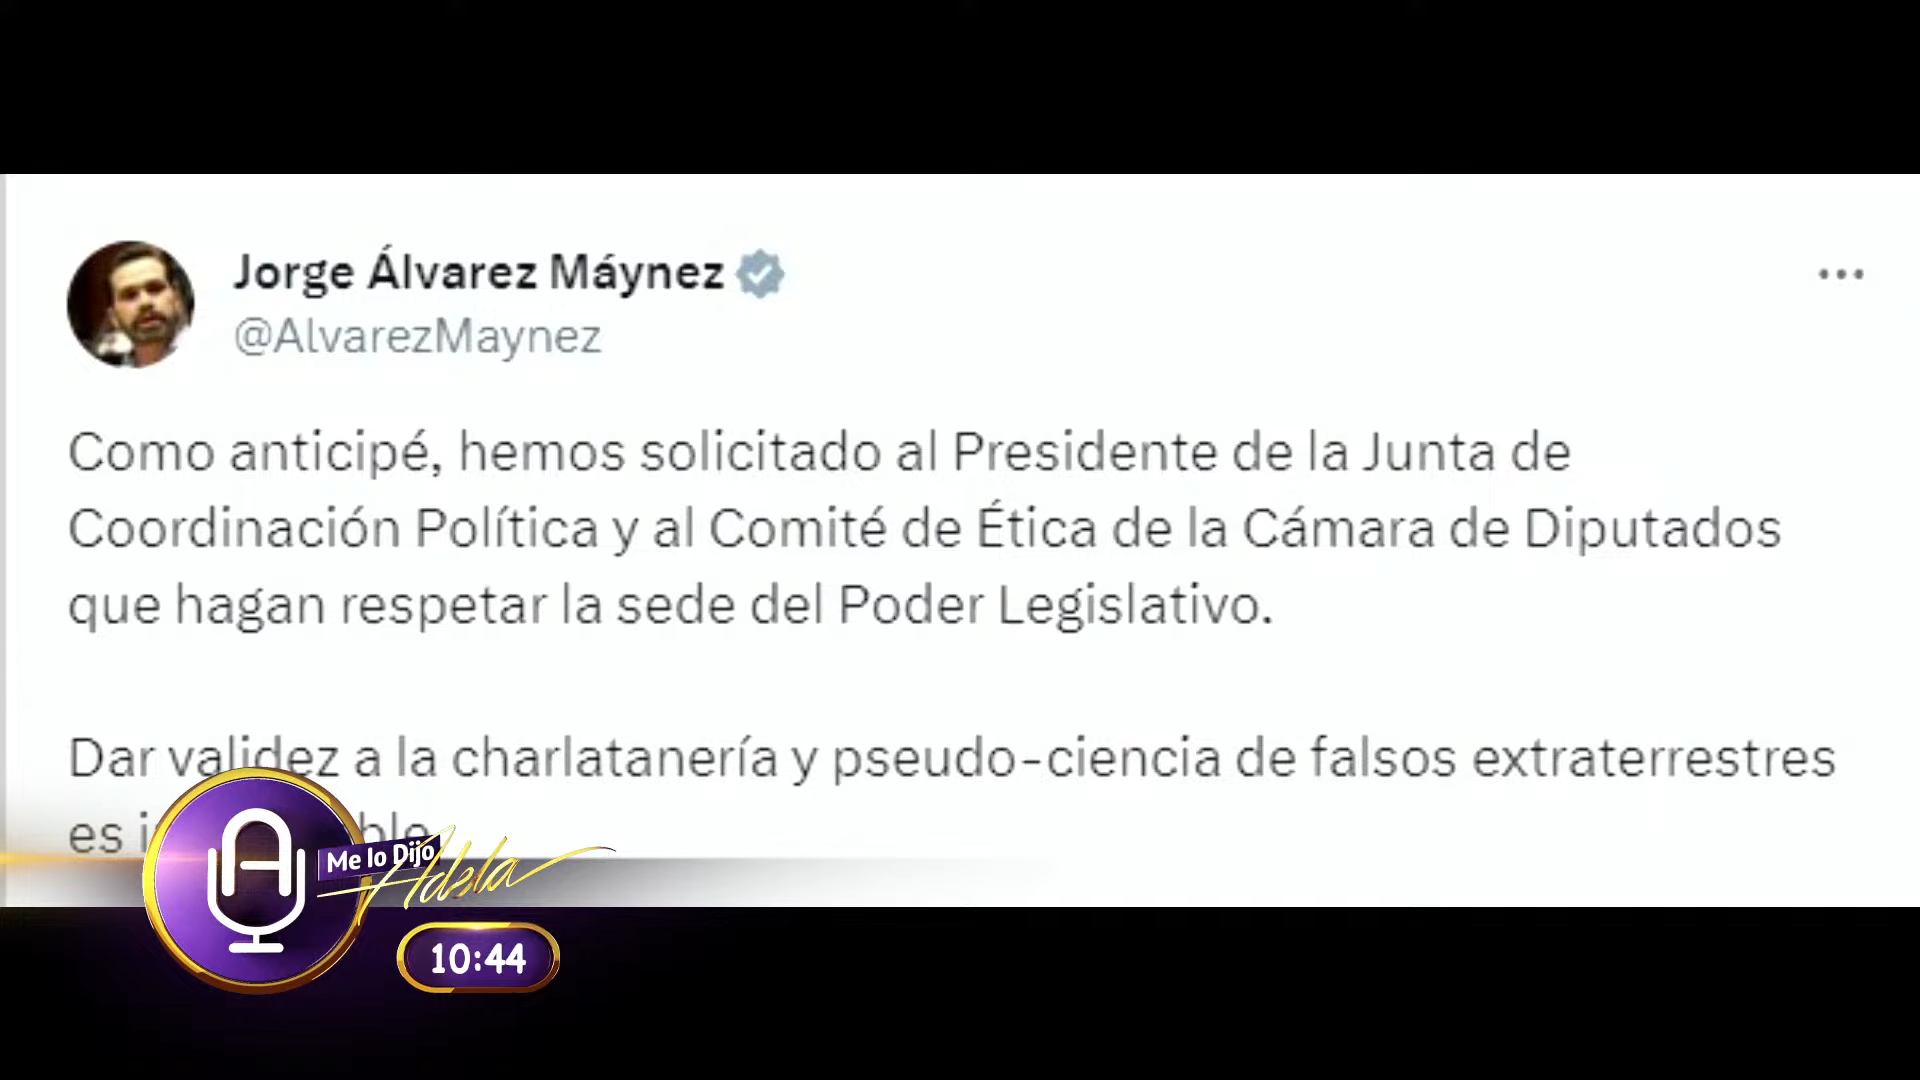 Jorge Álvarez Máynez
@AlvarezMaynez
Como anticipé, hemos solicitado al Presidente de la Junta de
Coordinación Política y al Comité de Ética de la Cámara de Diputados
que hagan respetar la sede del Poder Legislativo.
Dar validez a la charlatanería y pseudo-ciencia de falsos extraterrestres
es
Me lo Dijo
Adela
10:44